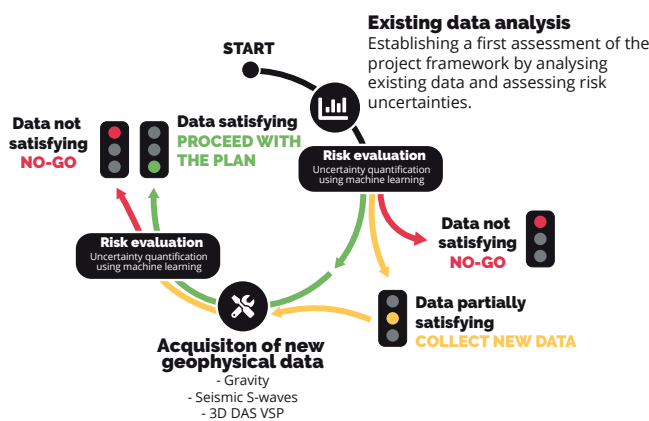 Existing data analysis
Establishing a first assessment of the
project framework by analysing
existing data and assessing risk
uncertainties.
START
Data not
satisfying
NO-GO
Data satisfying
PROCEED WITH
THE PLAN
Risk evaluation
Uncertainty quantification
using machine learning
Data not
satisfying
NO-GO
Risk evaluation
Uncertainty quantification
using machine learning
Data partially
satisfying
COLLECT NEW DATA
Acquisiton of new
geophysical data
- Gravity
- Seismic S-waves
- 3D DAS VSP